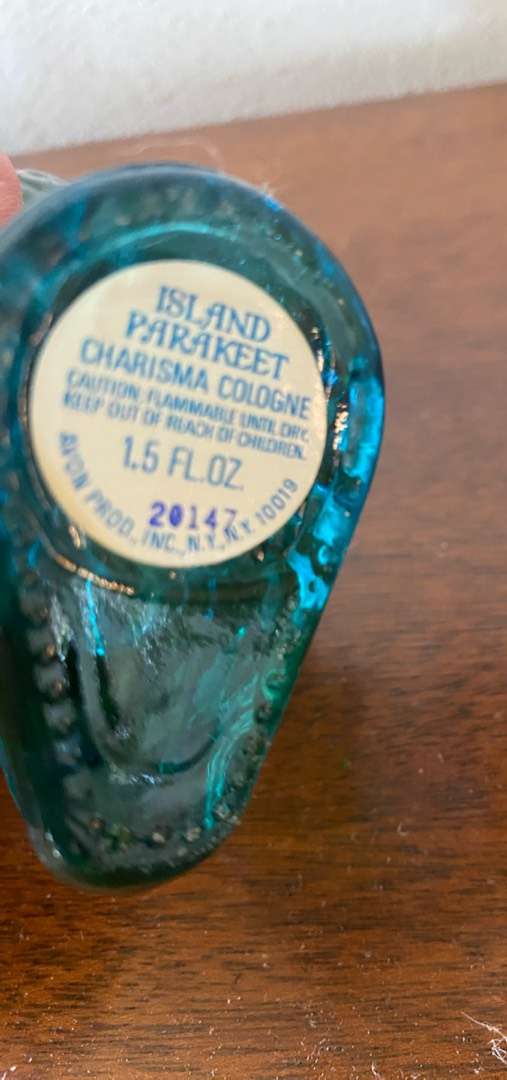 ISLAND
PARAKEET
CHARISMA COLOGNE
CAUTION: FLAMMABLE UNTIL DRY.
KEEP OUT OF REACH OF CHILDREN.
1.5 FL.OZ.
20147
AVON PROD., INC., N.Y., N.Y. 10019